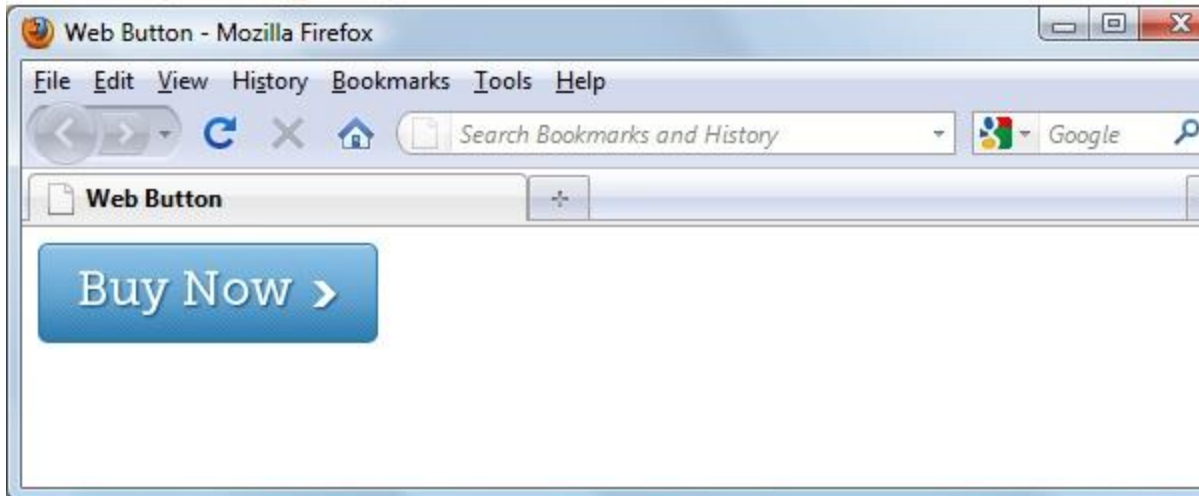 Web Button - Mozilla Firefox
File Edit View History Bookmarks Tools Help
Search Bookmarks and History Google
Web Button
Buy Now >